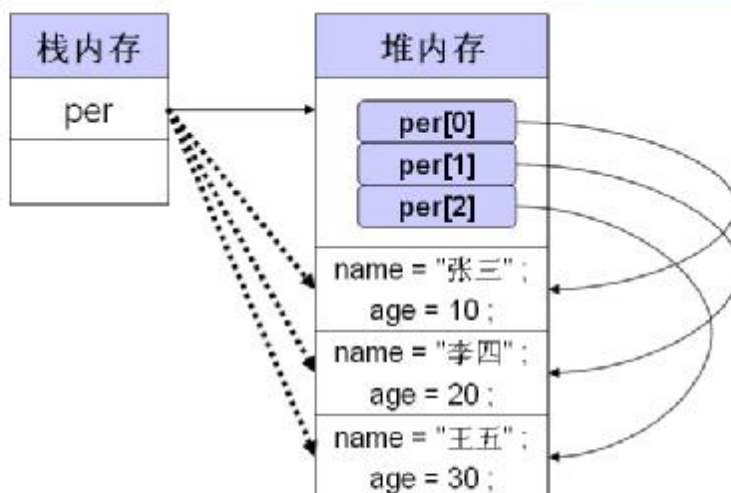 栈内存
per
堆内存
per[0]
per[1]
per[2]
name = "张三" ;
age = 10 ;
name = "李四" ;
age = 20 ;
name = "王五" ;
age = 30 ;